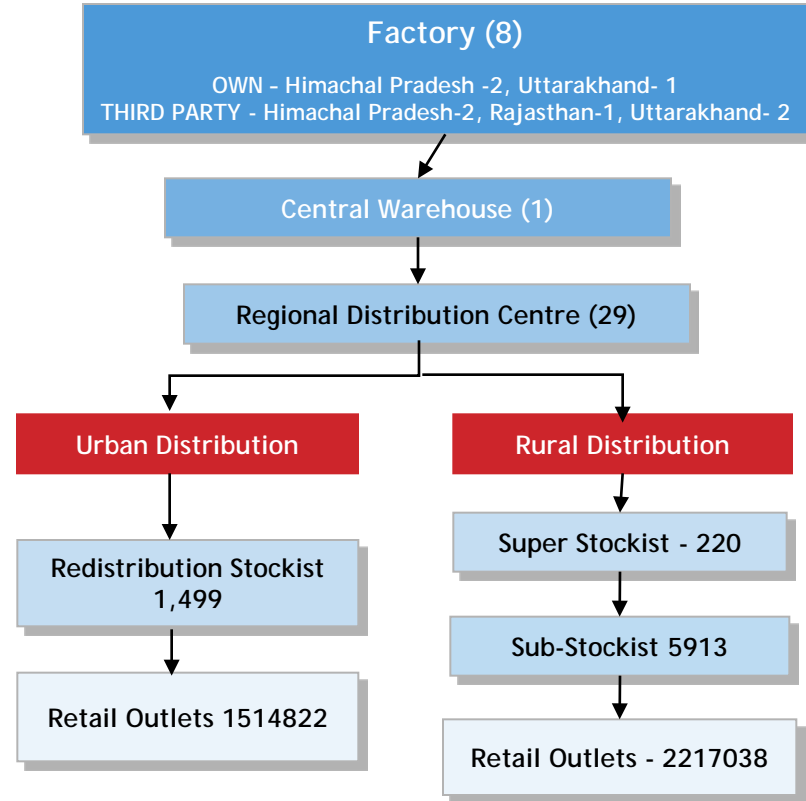 Factory (8)
OWN – Himachal Pradesh -2, Uttarakhand- 1
THIRD PARTY - Himachal Pradesh-2, Rajasthan-1, Uttarakhand- 2
Central Warehouse (1)
Regional Distribution Centre (29)
Urban Distribution
Redistribution Stockist
1,499
Retail Outlets 1514822
Rural Distribution
Super Stockist - 220
Sub-Stockist 5913
Retail Outlets - 2217038